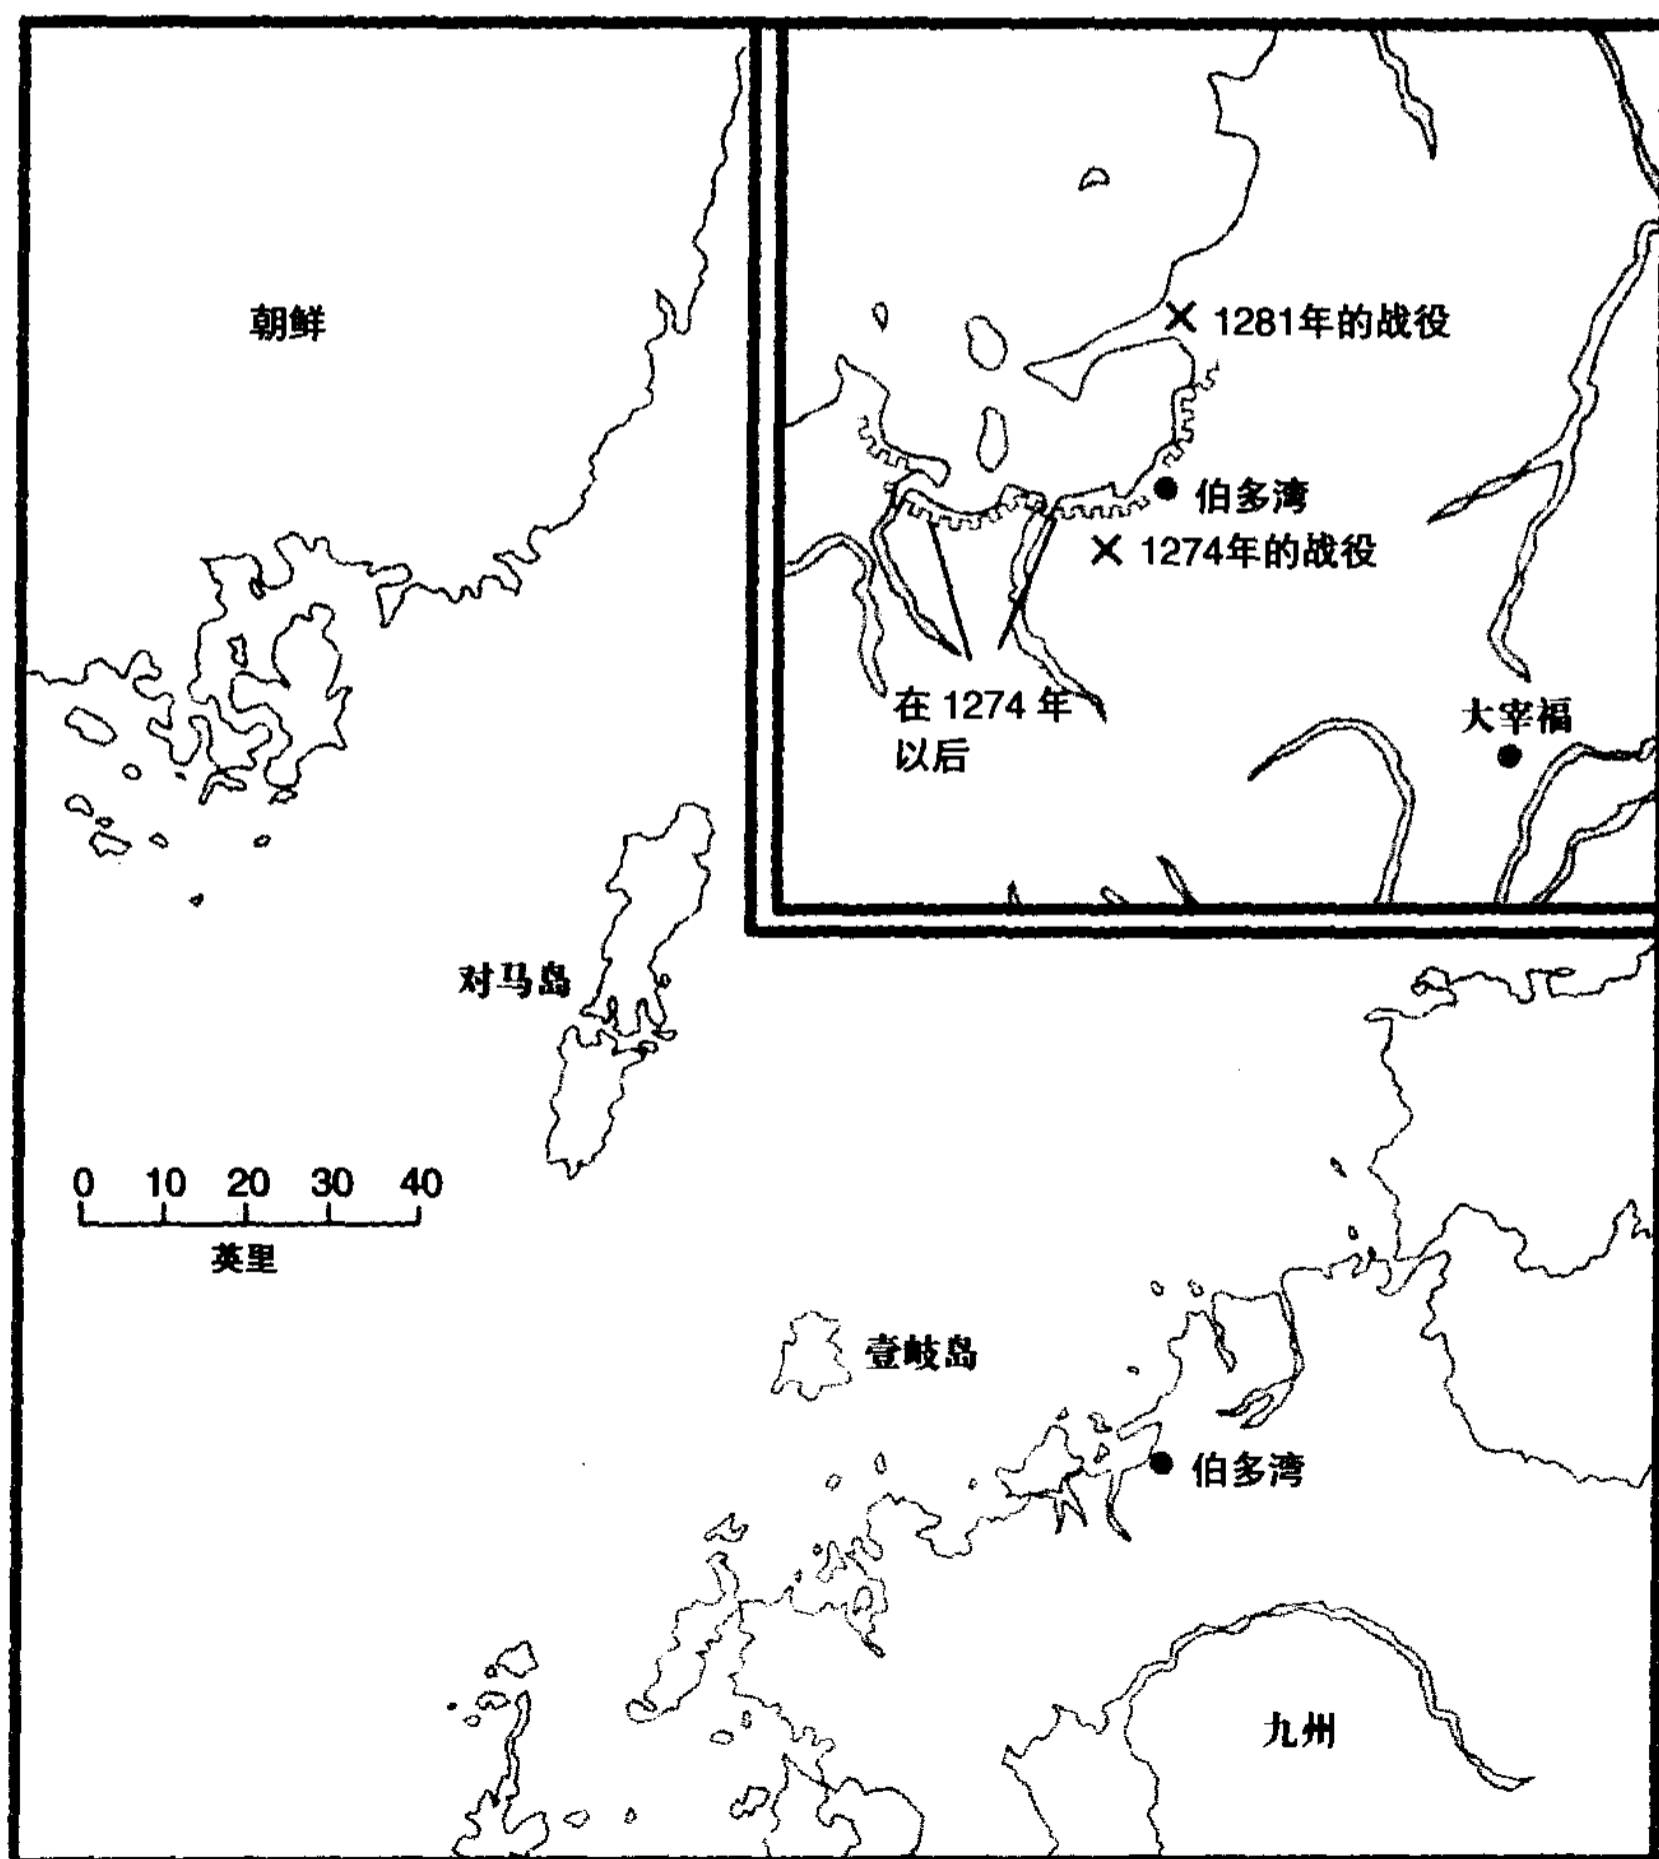 朝鲜
1281年的战役
伯多湾
1274年的战役
在 1274 年
以后
大宰福
对马岛
0 10 20 30 40
英里
壹岐岛
伯多湾
九州